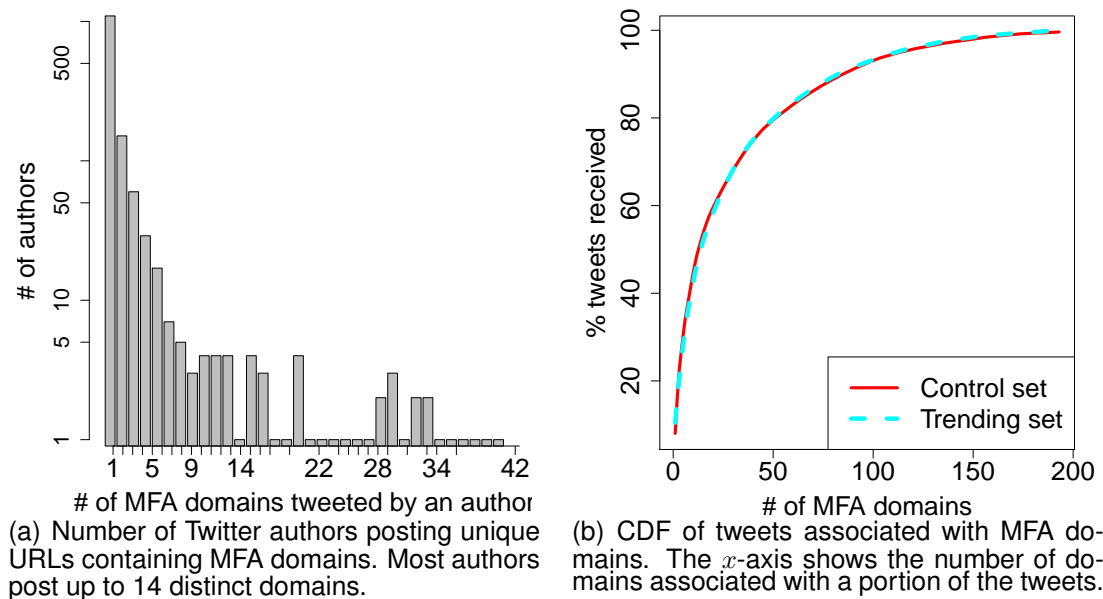 500
50
10
5
1
# of authors
1 5 9 14 22 28 34 42
# of MFA domains tweeted by an author
(a) Number of Twitter authors posting unique
URLs containing MFA domains. Most authors
post up to 14 distinct domains.
100
80
60
40
20
% tweets received
Control set
Trending set
0 50 100 150 200
# of MFA domains
(b) CDF of tweets associated with MFA do-
mains. The x-axis shows the number of do-
mains associated with a portion of the tweets.